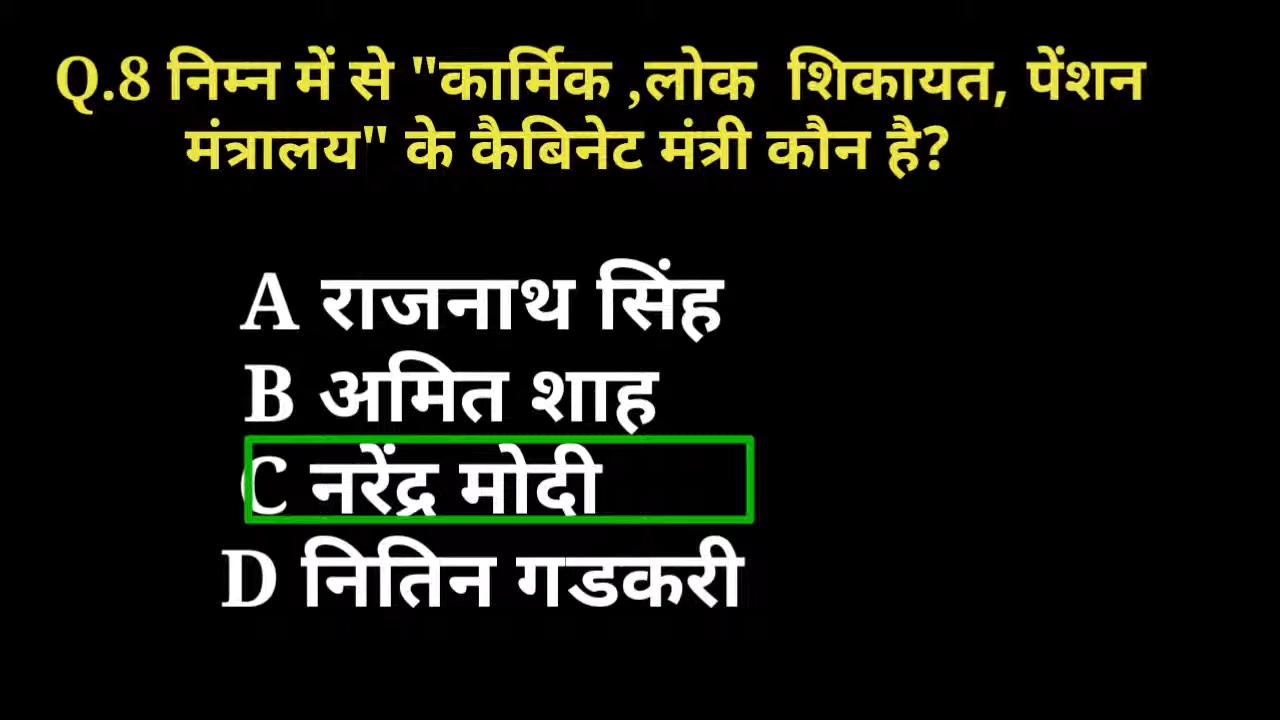 Q.8 निम्न में से "कार्मिक ,लोक शिकायत, पेंशन
मंत्रालय" के कैबिनेट मंत्री कौन है?
A राजनाथ सिंह
B अमित शाह
C नरेंद्र मोदी
D नितिन गडकरी